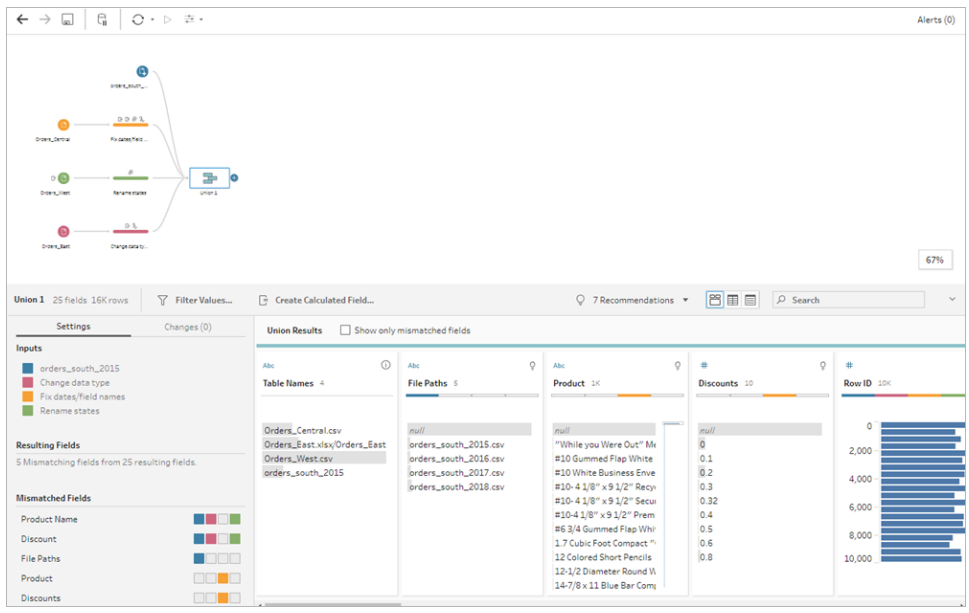 Alerts (0)
orders_south_...
Orders_Central
Fix dates/field ...
Orders_West
Rename states
Union 1
Orders_East
Change data ty...
67%
Union 1 25 fields 16K rows Filter Values... Create Calculated Field... 7 Recommendations Search
Settings Changes (0)
Inputs
orders_south_2015
Change data type
Fix dates/field names
Rename states
Resulting Fields
5 Mismatching fields from 25 resulting fields.
Mismatched Fields
Product Name
Discount
File Paths
Product
Discounts
Union Results Show only mismatched fields
Abc
Table Names 4
Orders_Central.csv
Orders_East.xlsx/Orders_East
Orders_West.csv
orders_south_2015
Abc
File Paths 5
null
orders_south_2015.csv
orders_south_2016.csv
orders_south_2017.csv
orders_south_2018.csv
Abc
Product 1K
null
"While you Were Out" Me
#10 Gummed Flap White
#10 White Business Enve
#10- 4 1/8" x 9 1/2" Recy
#10- 4 1/8" x 9 1/2" Secu
#10-4 1/8" x 9 1/2" Prem
#6 3/4 Gummed Flap Whi
1.7 Cubic Foot Compact "
12 Colored Short Pencils
12-1/2 Diameter Round W
14-7/8 x 11 Blue Bar Comp
#
Discounts 10
null
0
0.1
0.2
0.3
0.32
0.4
0.5
0.6
0.8
#
Row ID 10K
0
2,000
4,000
6,000
8,000
10,000